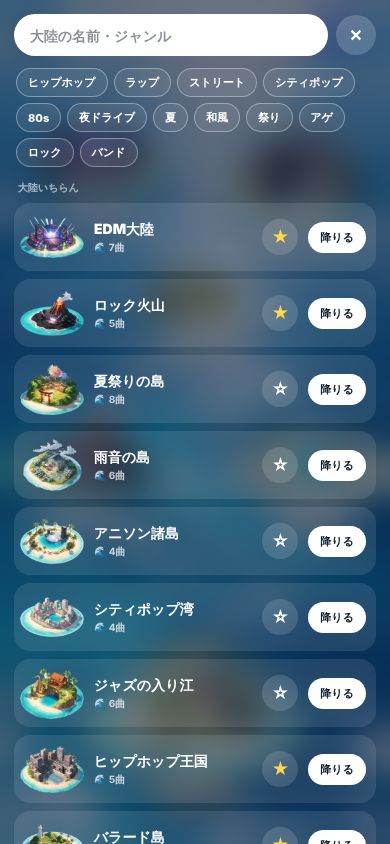 大陸の名前・ジャンル
ヒップホップ ラップ ストリート シティポップ
80s 夜ドライブ 夏 和風 祭り アゲ
ロック バンド
大陸いちらん
EDM大陸
7曲
降りる
ロック火山
5曲
降りる
夏祭りの島
8曲
降りる
雨音の島
6曲
降りる
アニソン諸島
4曲
降りる
シティポップ湾
4曲
降りる
ジャズの入り江
6曲
降りる
ヒップホップ王国
5曲
降りる
バラード島
降りる